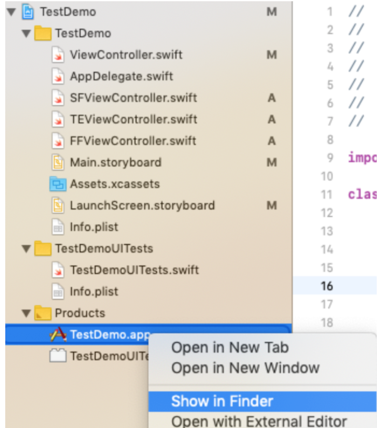 TestDemo M
TestDemo
ViewController.swift M
AppDelegate.swift
SFViewController.swift A
TEViewController.swift A
FFViewController.swift A
Main.storyboard M
Assets.xcassets
LaunchScreen.storyboard M
Info.plist
TestDemoUITests
TestDemoUITests.swift
Info.plist
Products
TestDemo.app
TestDemoUITe
Open in New Tab
Open in New Window
Show in Finder
Open with External Editor
1 //
2 //
3 //
4 //
5 //
6 //
7 //
8
9 impo
10
11 clas
12
13
14
15
16
17
18